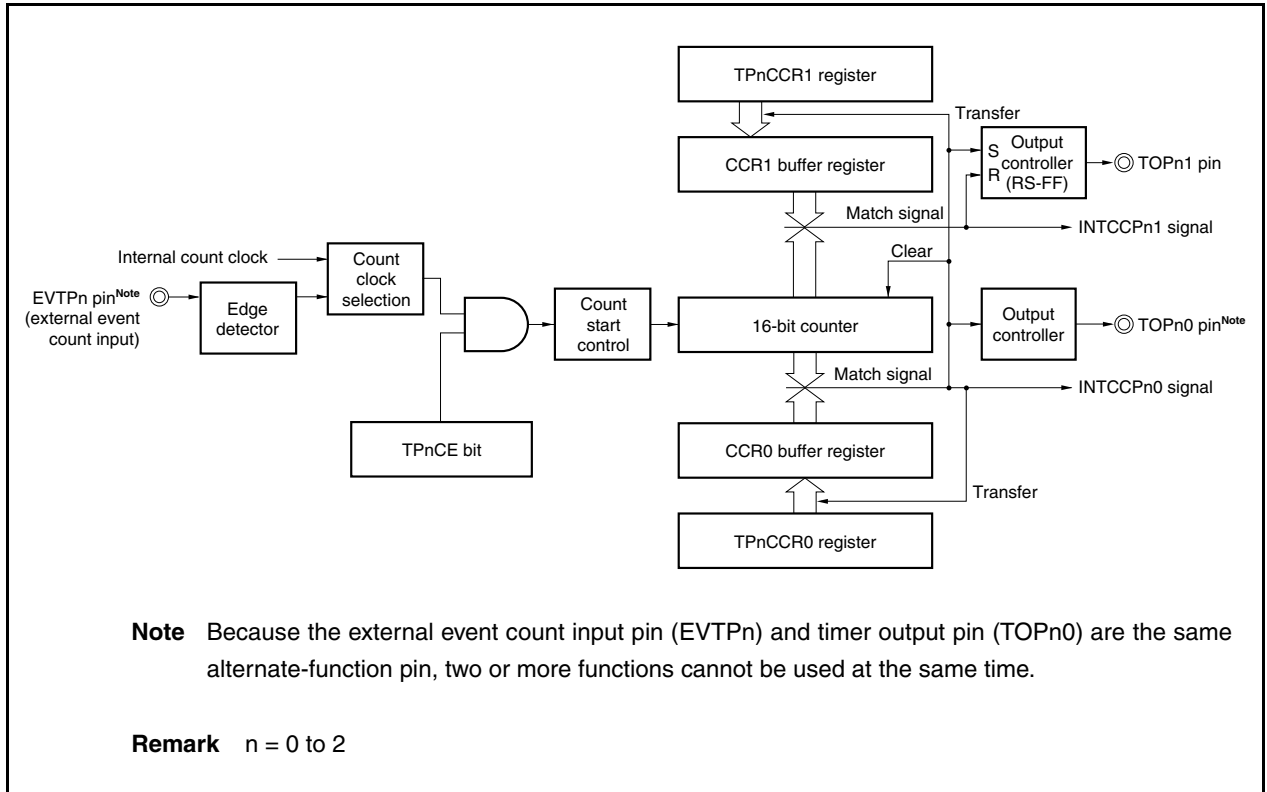 TPnCCR1 register
Transfer
CCR1 buffer register
S
R
Output
controller
(RS-FF)
TOPn1 pin
Match signal
INTCCPn1 signal
Internal count clock
Count
clock
selection
Clear
EVTPn pinNote
(external event
count input)
Edge
detector
Count
start
control
16-bit counter
Output
controller
TOPn0 pinNote
Match signal
INTCCPn0 signal
TPnCE bit
CCR0 buffer register
Transfer
TPnCCR0 register
Note Because the external event count input pin (EVTPn) and timer output pin (TOPn0) are the same
alternate-function pin, two or more functions cannot be used at the same time.
Remark n = 0 to 2